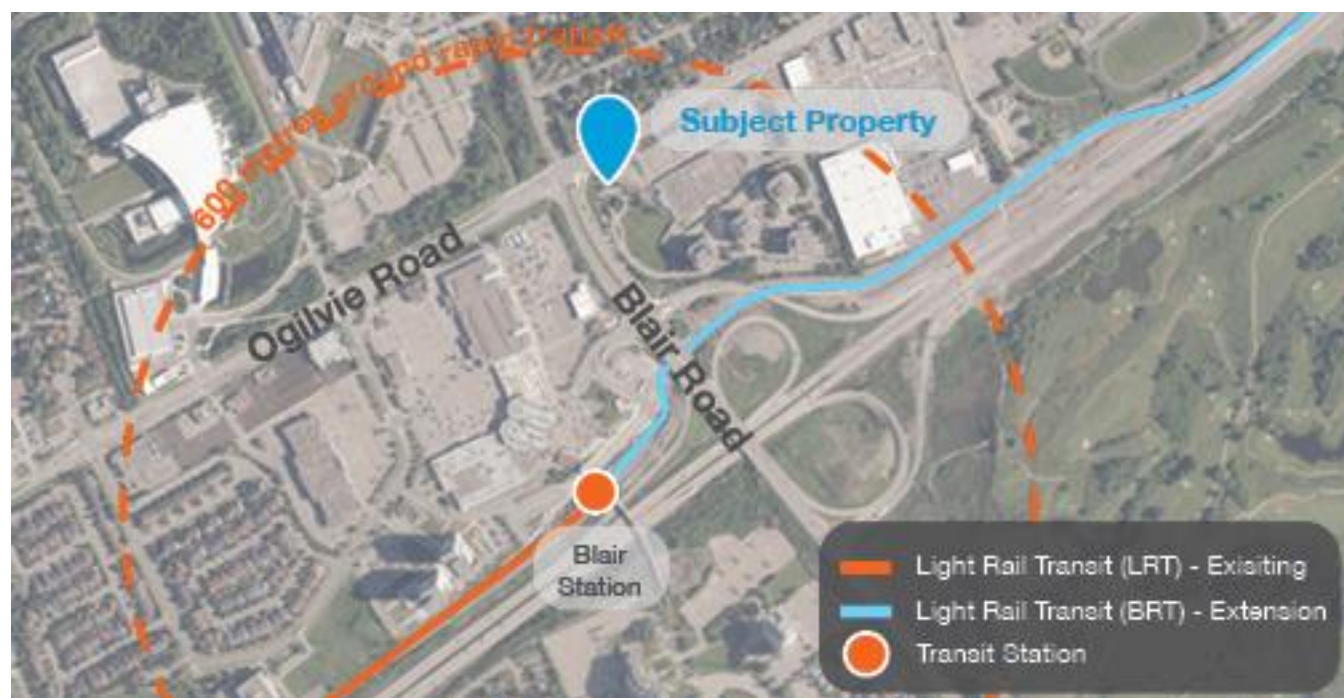 600 metres around rapid transit
Subject Property
Ogilvie Road
Blair Road
Blair
Station
Light Rail Transit (LRT) - Exisiting
Light Rail Transit (BRT) - Extension
Transit Station